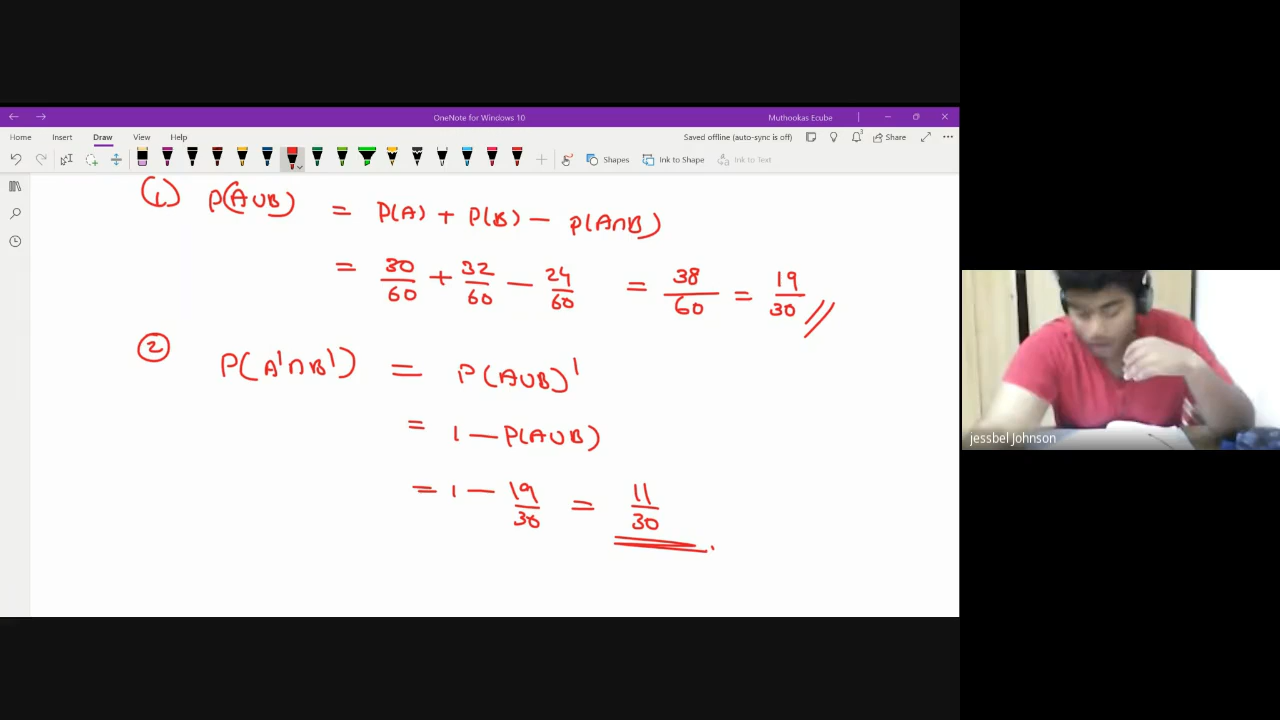 OneNote for Windows 10
Muthookas Ecube
Home Insert Draw View Help
Saved offline (auto-sync is off)
Share
Shapes
Ink to Shape
Ink to Text
(1) P(A∪B) = P(A) + P(B) − P(A∩B)
= 30/60 + 32/60 − 24/60 = 38/60 = 19/30 //
② P(A'∩B') = P(A∪B)'
= 1 − P(A∪B)
= 1 − 19/30 = 11/30
jessbel Johnson